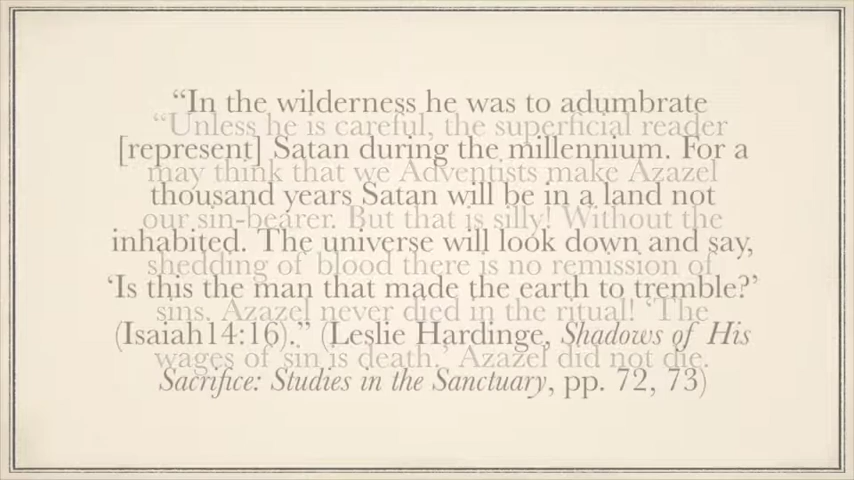 “In the wilderness he was to adumbrate
[represent] Satan during the millennium. For a
thousand years Satan will be in a land not
inhabited. The universe will look down and say,
‘Is this the man that made the earth to tremble?’
(Isaiah14:16).” (Leslie Hardinge, Shadows of His
Sacrifice: Studies in the Sanctuary, pp. 72, 73)
“Unless he is careful, the superficial reader
may think that we Adventists make Azazel
our sin-bearer. But that is silly! Without the
shedding of blood there is no remission of
sins. Azazel never died in the ritual! ‘The
wages of sin is death.’ Azazel did not die.